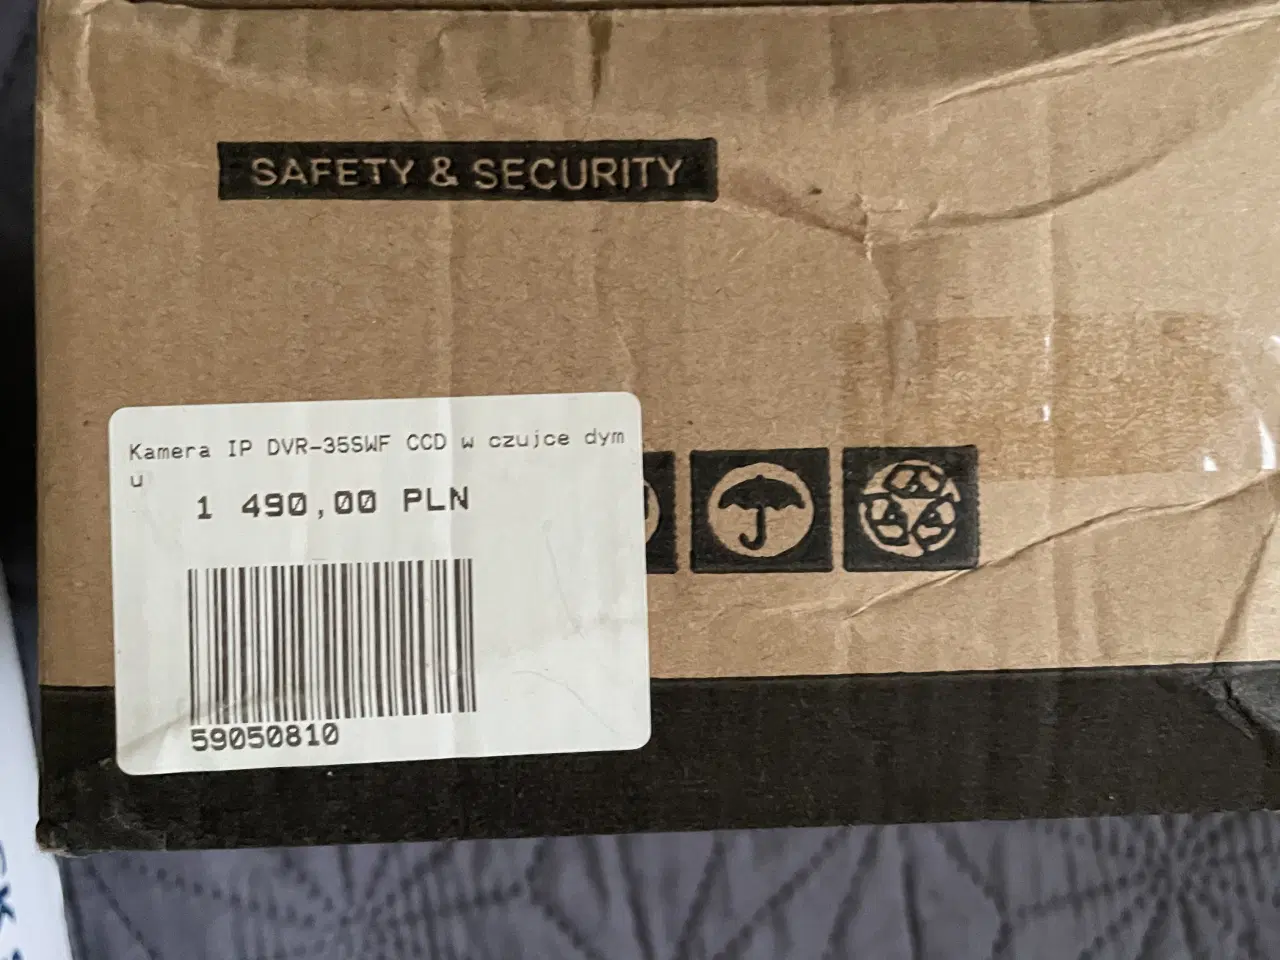 SAFETY & SECURITY
Kamera IP DVR-35SWF CCD w czujce dym
u
1 490,00 PLN
59050810